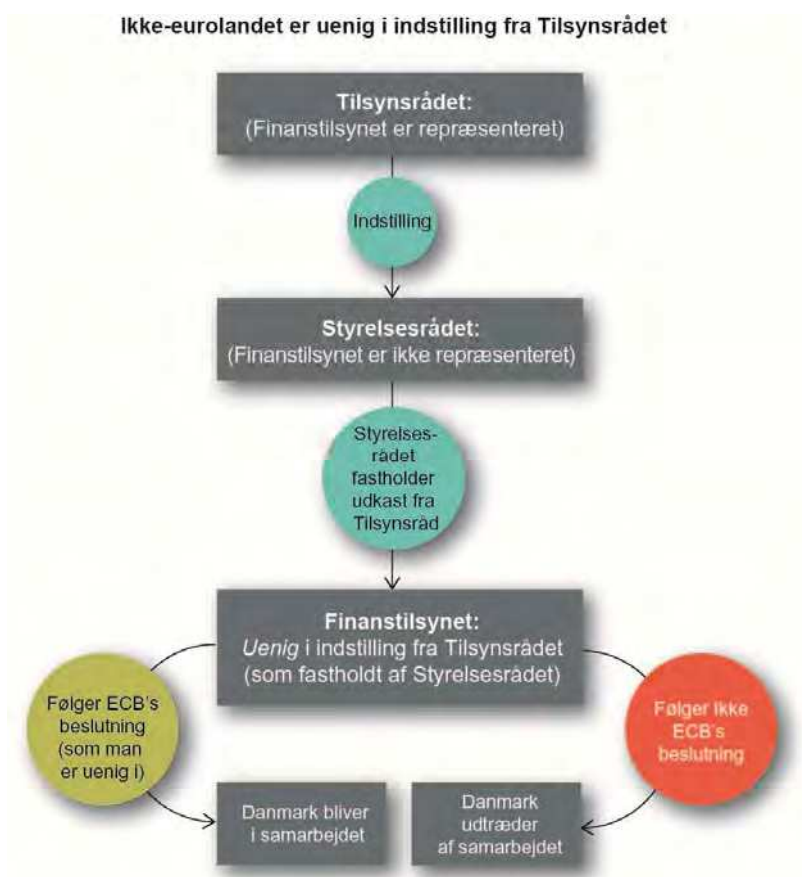 Ikke-eurolandet er uenig i indstilling fra Tilsynsrådet
Tilsynsrådet:
(Finanstilsynet er repræsenteret)
Indstilling
Styrelsesrådet:
(Finanstilsynet er ikke repræsenteret)
Styrelses-
rådet
fastholder
udkast fra
Tilsynsråd
Finanstilsynet:
Uenig i indstilling fra Tilsynsrådet
(som fastholdt af Styrelsesrådet)
Følger ECB's
beslutning
(som man
er uenig i)
Følger Ikke
ECB's
beslutning
Danmark bliver
i samarbejdet
Danmark
udtræder
af samarbejdet